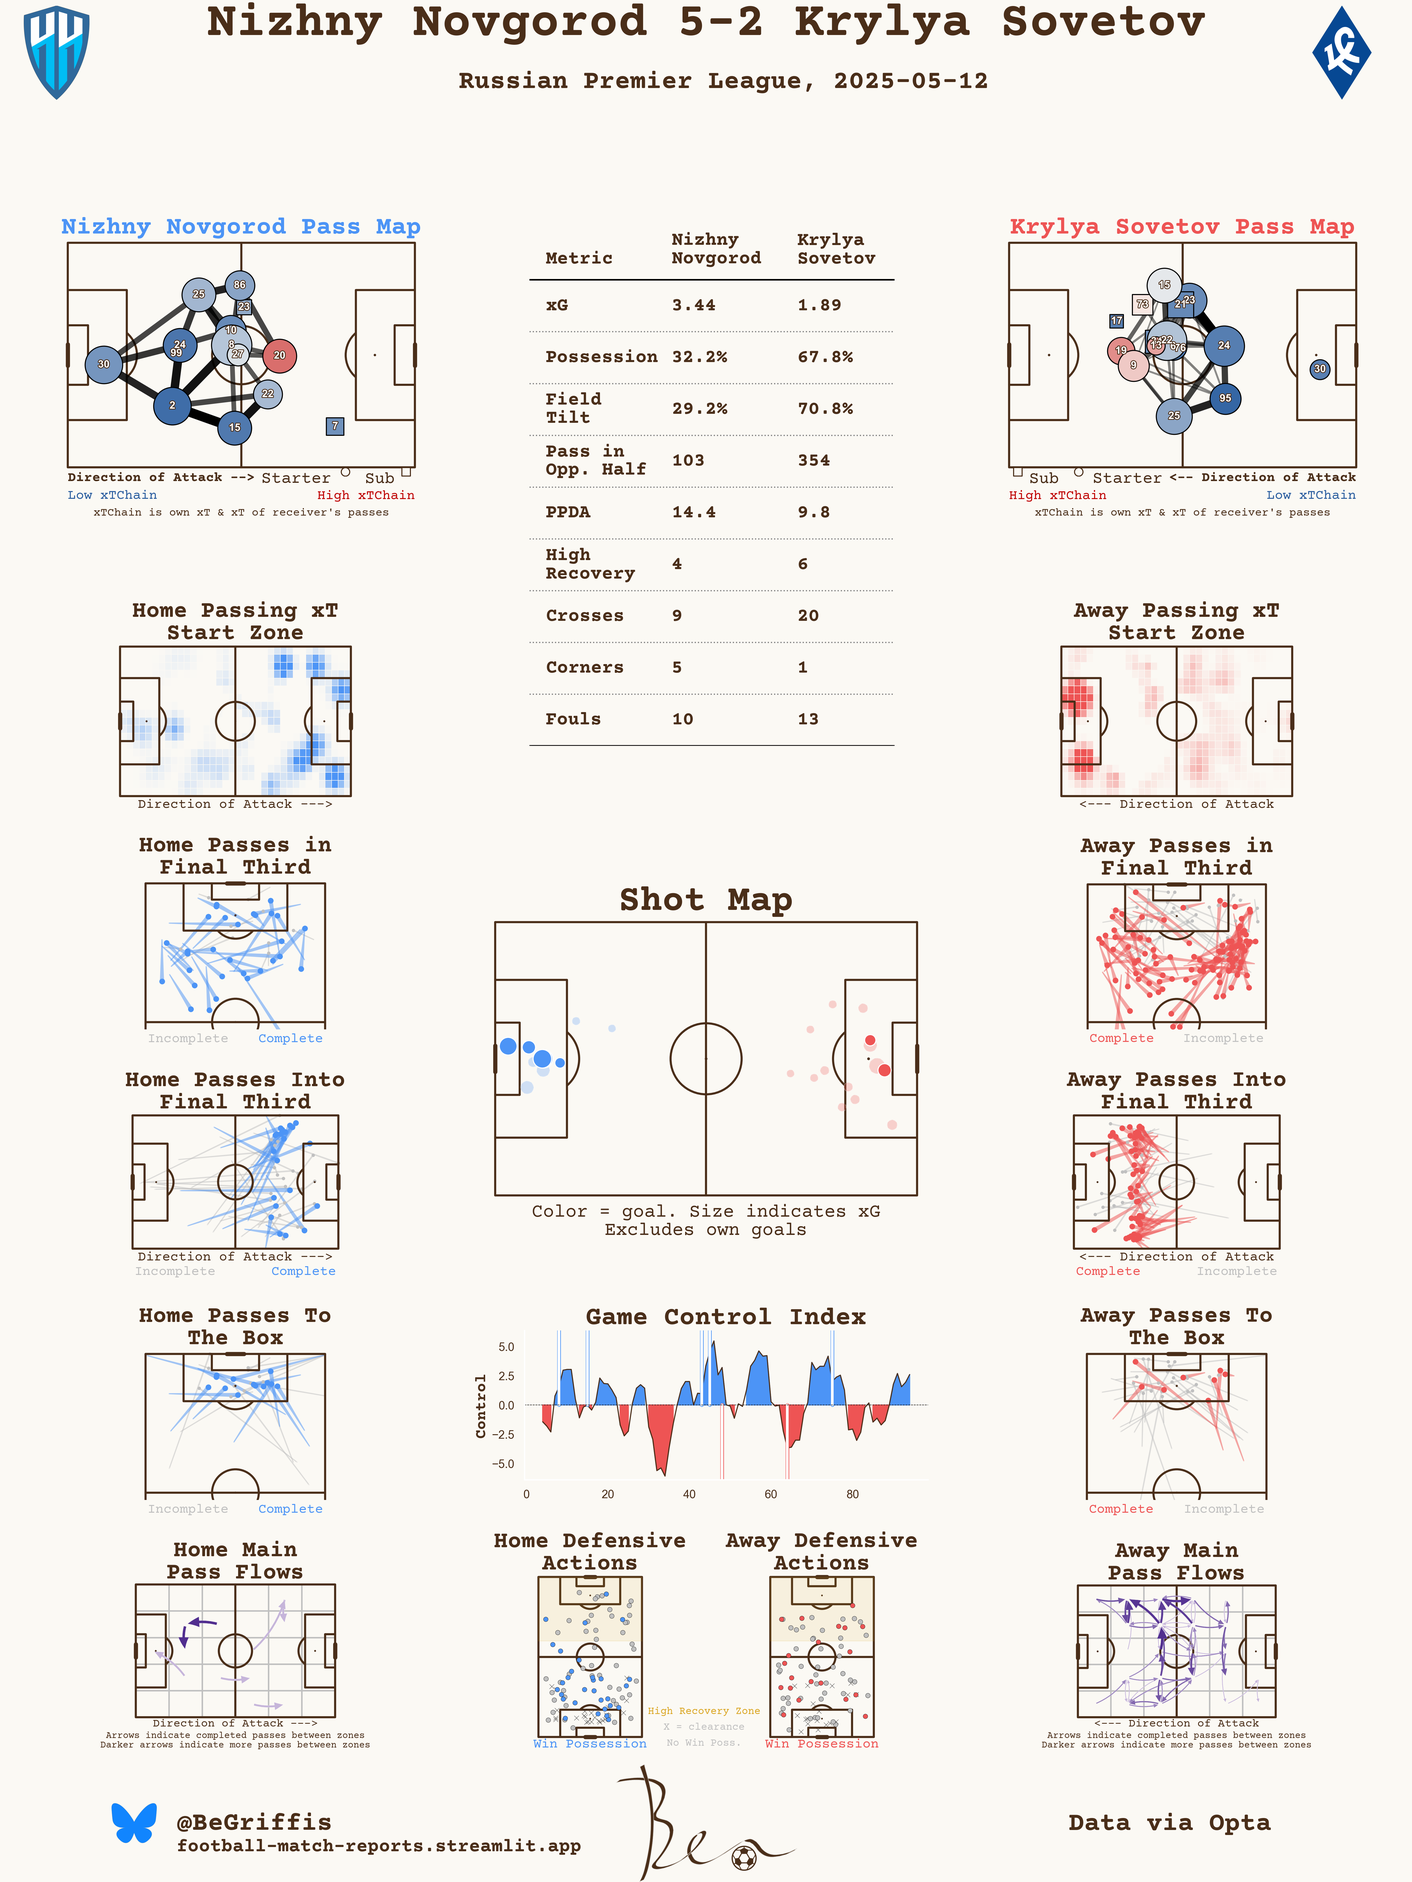 Nizhny Novgorod 5-2 Krylya Sovetov
Russian Premier League, 2025-05-12
Nizhny Novgorod Pass Map
25
86
23
10
24
99
8
27
20
30
2
22
15
7
Direction of Attack --> Starter Sub
Low xTChain High xTChain
xTChain is own xT & xT of receiver's passes
Metric Nizhny Novgorod Krylya Sovetov
xG 3.44 1.89
Possession 32.2% 67.8%
Field Tilt 29.2% 70.8%
Pass in Opp. Half 103 354
PPDA 14.4 9.8
High Recovery 4 6
Crosses 9 20
Corners 5 1
Fouls 10 13
Krylya Sovetov Pass Map
15
73
21
23
17
19
13
22
76
24
9
30
95
25
Sub Starter <-- Direction of Attack
High xTChain Low xTChain
xTChain is own xT & xT of receiver's passes
Home Passing xT
Start Zone
Direction of Attack --->
Away Passing xT
Start Zone
<--- Direction of Attack
Home Passes in
Final Third
Incomplete Complete
Away Passes in
Final Third
Complete Incomplete
Shot Map
Color = goal. Size indicates xG
Excludes own goals
Home Passes Into
Final Third
Direction of Attack --->
Incomplete Complete
Away Passes Into
Final Third
<--- Direction of Attack
Complete Incomplete
Home Passes To
The Box
Incomplete Complete
Game Control Index
Control
5.0
2.5
0.0
−2.5
−5.0
0 20 40 60 80
Away Passes To
The Box
Complete Incomplete
Home Main
Pass Flows
Direction of Attack --->
Arrows indicate completed passes between zones
Darker arrows indicate more passes between zones
Home Defensive
Actions
Win Possession
Away Defensive
Actions
Win Possession
High Recovery Zone
X = clearance
No Win Poss.
Away Main
Pass Flows
<--- Direction of Attack
Arrows indicate completed passes between zones
Darker arrows indicate more passes between zones
@BeGriffis
football-match-reports.streamlit.app
Ben
Data via Opta